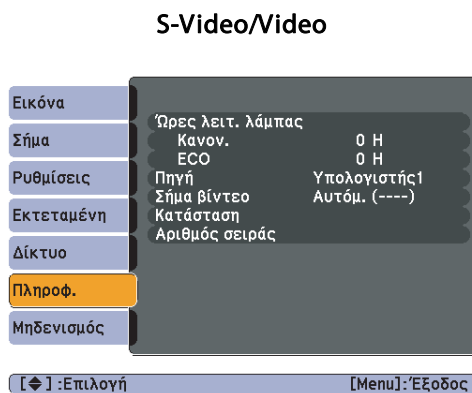 S-Video/Video
Εικόνα
Σήμα
Ρυθμίσεις
Εκτεταμένη
Δίκτυο
Πληροφ.
Μηδενισμός
Ώρες λειτ. λάμπας
Κανον. 0 H
ECO 0 H
Πηγή Υπολογιστής1
Σήμα βίντεο Αυτόμ. (----)
Κατάσταση
Αριθμός σειράς
[◆] :Επιλογή [Menu]:Έξοδος